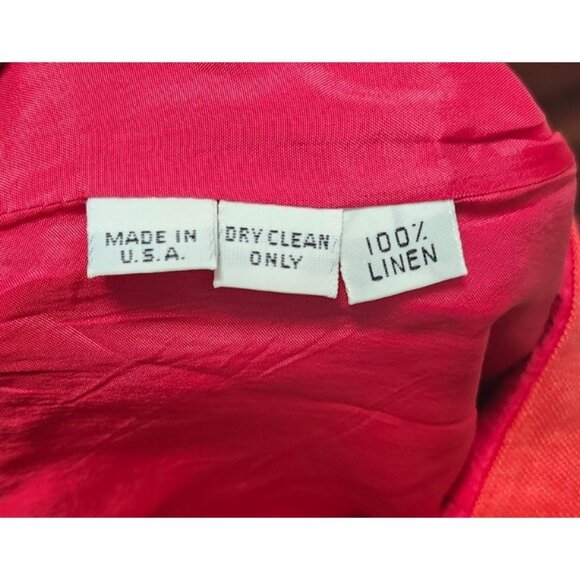 MADE IN
U.S.A.
DRY CLEAN
ONLY
100%
LINEN